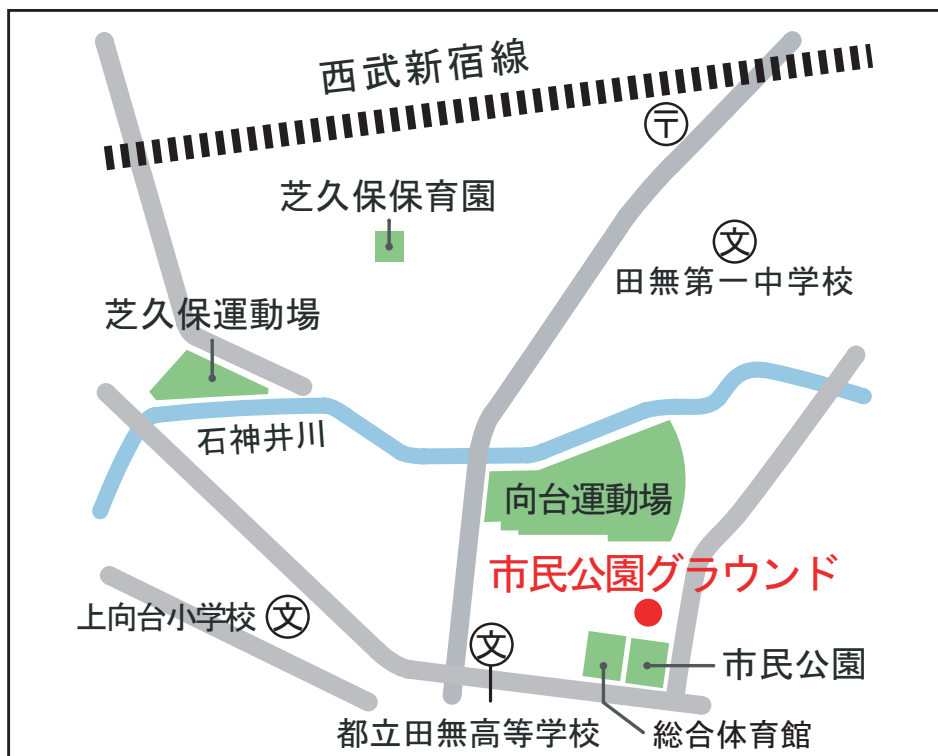 西武新宿線
〒
芝久保保育園
文
田無第一中学校
芝久保運動場
石神井川
向台運動場
市民公園グラウンド
上向台小学校 文
文
市民公園
都立田無高等学校
総合体育館